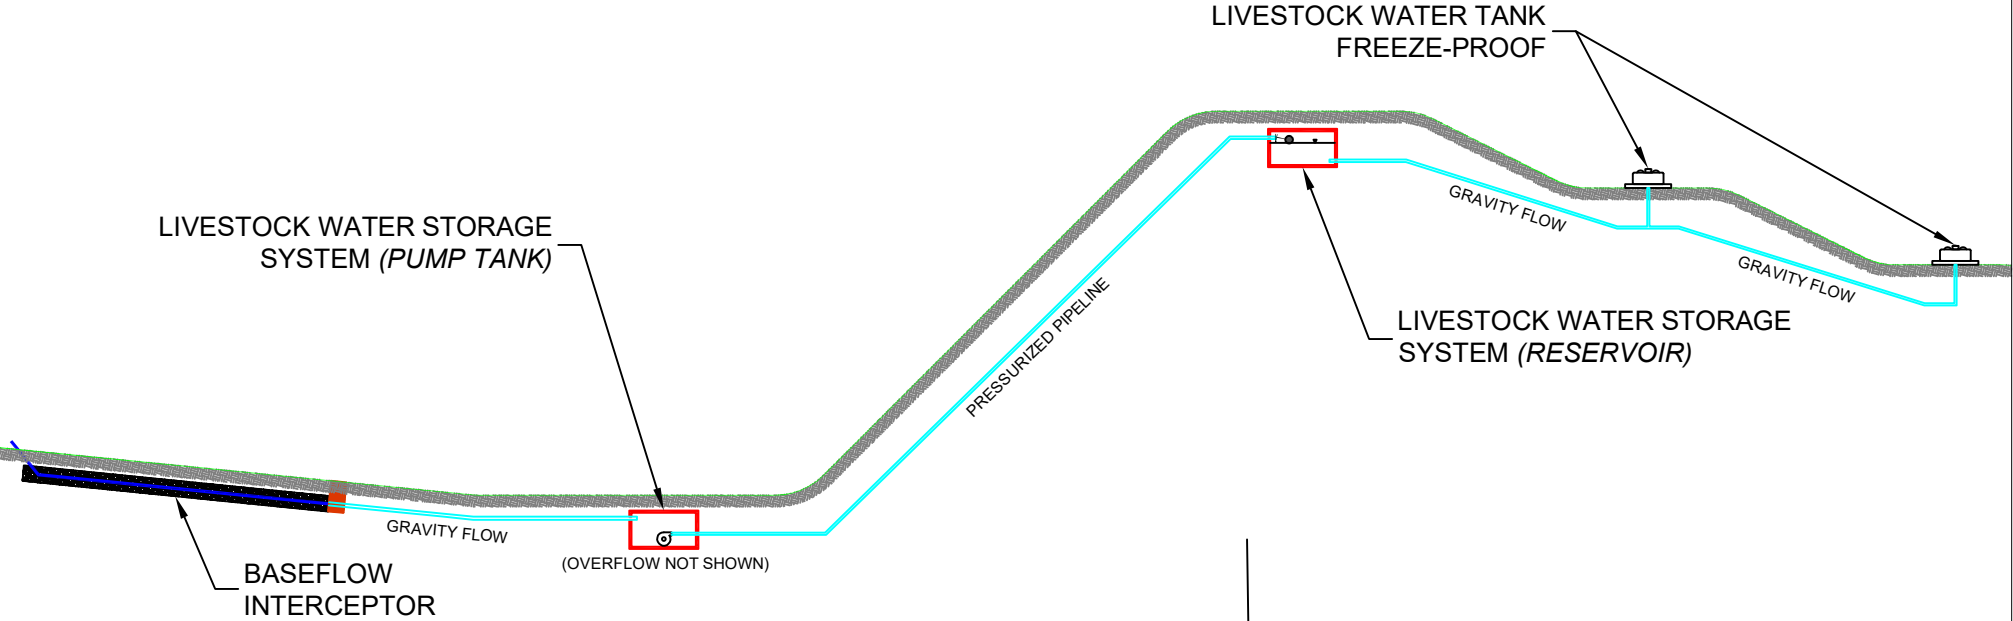 LIVESTOCK WATER TANK
FREEZE-PROOF
LIVESTOCK WATER STORAGE
SYSTEM (PUMP TANK)
GRAVITY FLOW
GRAVITY FLOW
PRESSURIZED PIPELINE
LIVESTOCK WATER STORAGE
SYSTEM (RESERVOIR)
GRAVITY FLOW
(OVERFLOW NOT SHOWN)
BASEFLOW
INTERCEPTOR